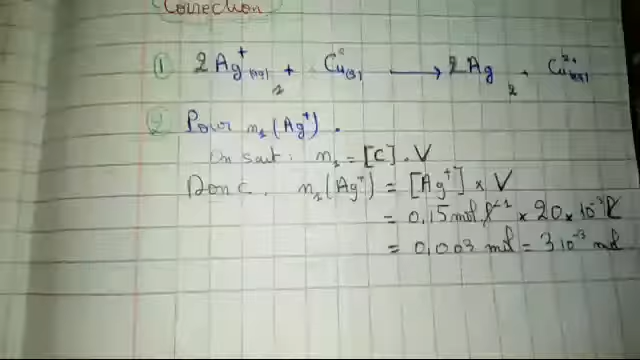 Correction
① 2Ag⁺(aq) + Cu(s) → 2Ag + Cu²⁺(aq)
② Pour n₁(Ag⁺).
On sait: n₁ = [C].V
Donc. n₁(Ag⁺) = [Ag⁺] × V
= 0,15 mol.l⁻¹ × 20 × 10⁻³ l
= 0,003 mol = 3 10⁻³ mol